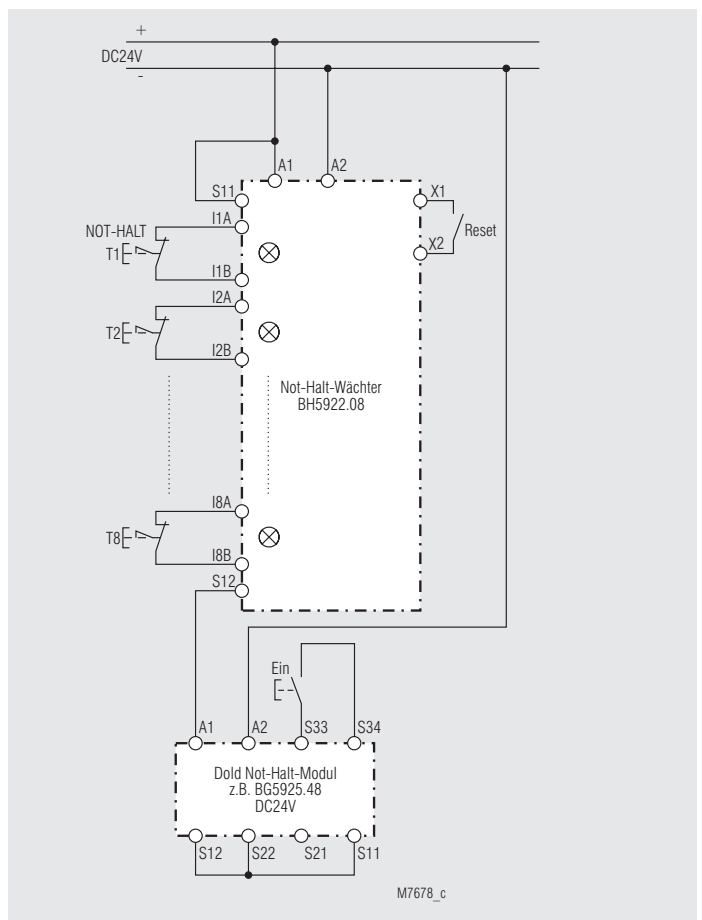 +
DC24V
-
A1 A2
S11 X1
I1A
NOT-HALT Reset
T1
X2
I1B
I2A
T2
I2B
Not-Halt-Wächter
BH5922.08
I8A
T8
I8B
S12
Ein
A1 A2 S33 S34
Dold Not-Halt-Modul
z.B. BG5925.48
DC24V
S12 S22 S21 S11
M7678_c